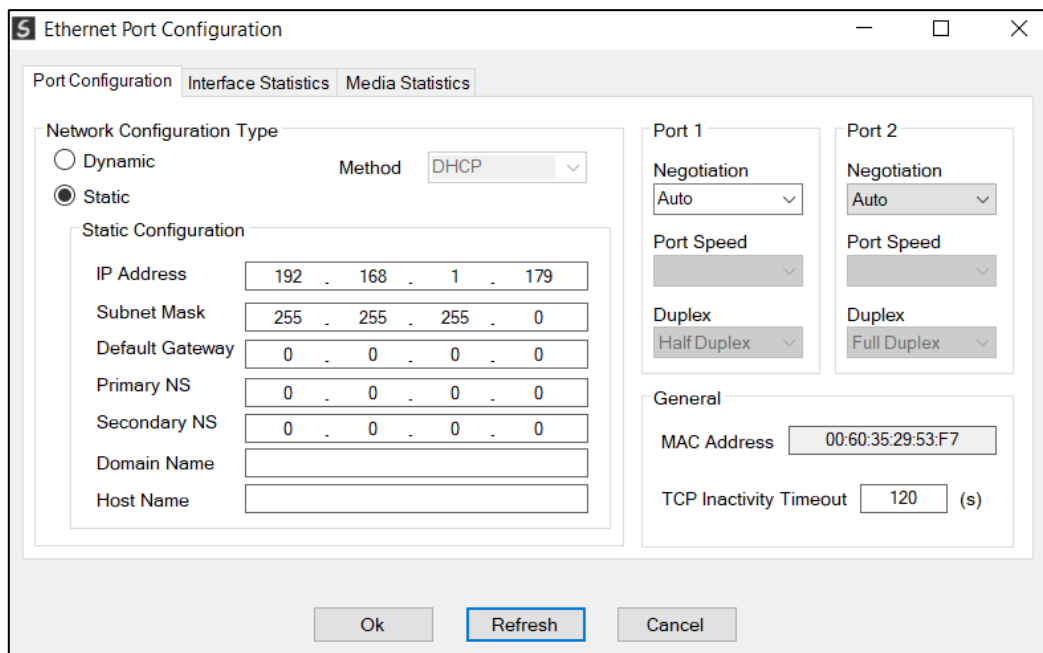 S Ethernet Port Configuration
Port Configuration Interface Statistics Media Statistics
Network Configuration Type
Dynamic
Method DHCP
Static
Static Configuration
IP Address 192 . 168 . 1 . 179
Subnet Mask 255 . 255 . 255 . 0
Default Gateway 0 . 0 . 0 . 0
Primary NS 0 . 0 . 0 . 0
Secondary NS 0 . 0 . 0 . 0
Domain Name
Host Name
Port 1
Negotiation
Auto
Port Speed
Duplex
Half Duplex
Port 2
Negotiation
Auto
Port Speed
Duplex
Full Duplex
General
MAC Address 00:60:35:29:53:F7
TCP Inactivity Timeout 120 (s)
Ok Refresh Cancel